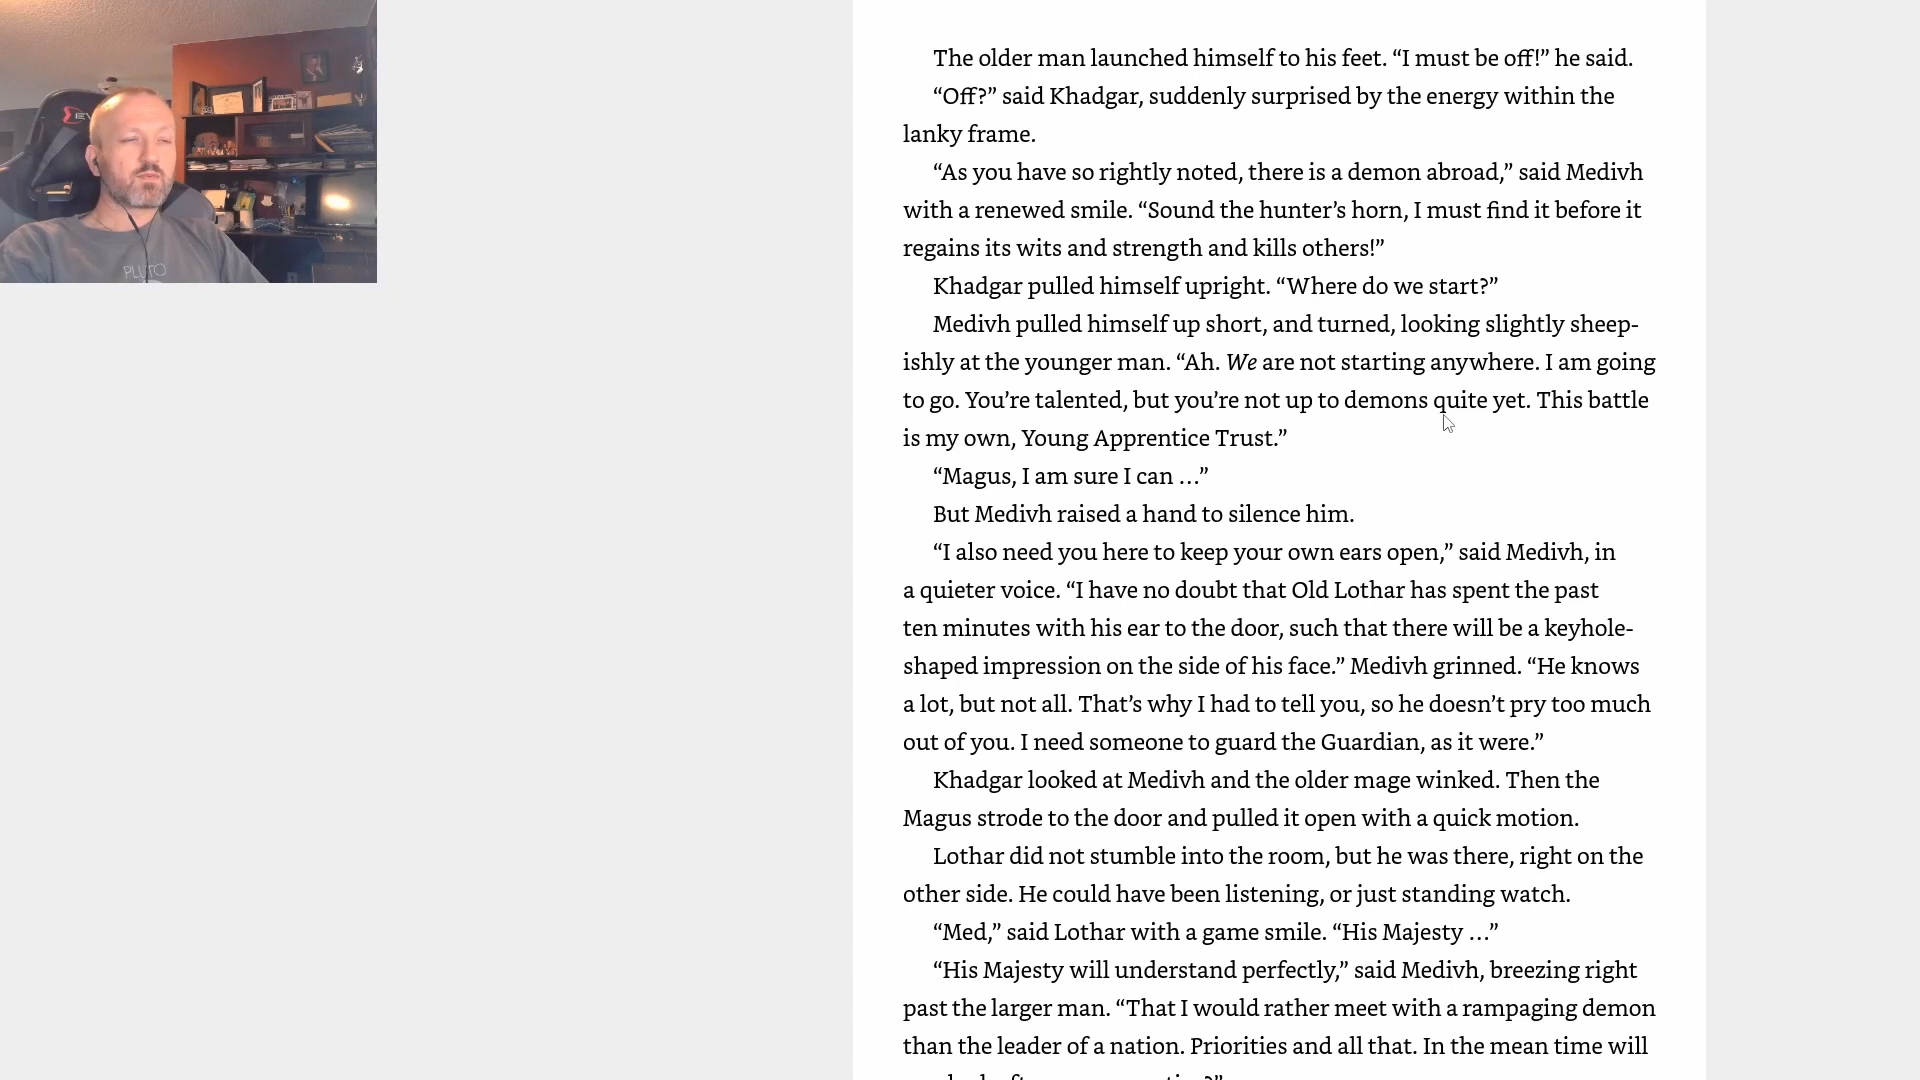 The older man launched himself to his feet. “I must be off!” he said.
“Off?” said Khadgar, suddenly surprised by the energy within the
lanky frame.
“As you have so rightly noted, there is a demon abroad,” said Medivh
with a renewed smile. “Sound the hunter’s horn, I must find it before it
regains its wits and strength and kills others!”
Khadgar pulled himself upright. “Where do we start?”
Medivh pulled himself up short, and turned, looking slightly sheep-
ishly at the younger man. “Ah. We are not starting anywhere. I am going
to go. You’re talented, but you’re not up to demons quite yet. This battle
is my own, Young Apprentice Trust.”
“Magus, I am sure I can …”
But Medivh raised a hand to silence him.
“I also need you here to keep your own ears open,” said Medivh, in
a quieter voice. “I have no doubt that Old Lothar has spent the past
ten minutes with his ear to the door, such that there will be a keyhole-
shaped impression on the side of his face.” Medivh grinned. “He knows
a lot, but not all. That’s why I had to tell you, so he doesn’t pry too much
out of you. I need someone to guard the Guardian, as it were.”
Khadgar looked at Medivh and the older mage winked. Then the
Magus strode to the door and pulled it open with a quick motion.
Lothar did not stumble into the room, but he was there, right on the
other side. He could have been listening, or just standing watch.
“Med,” said Lothar with a game smile. “His Majesty …”
“His Majesty will understand perfectly,” said Medivh, breezing right
past the larger man. “That I would rather meet with a rampaging demon
than the leader of a nation. Priorities and all that. In the mean time will
PLUTO